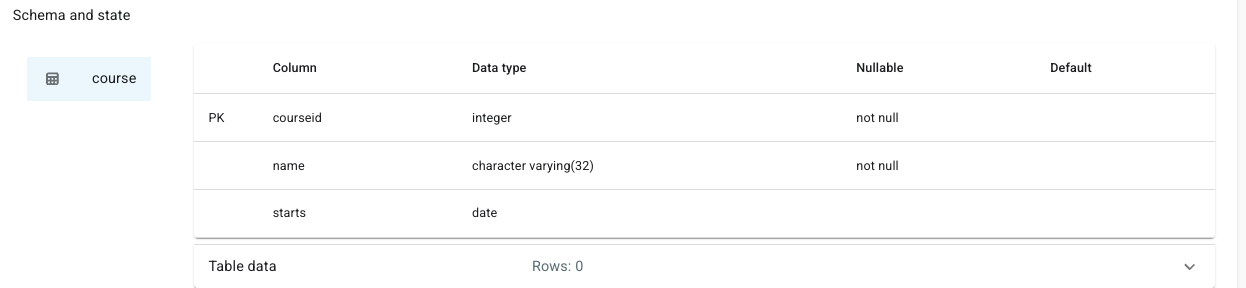 Schema and state
course
Column Data type Nullable Default
PK courseid integer not null
name character varying(32) not null
starts date
Table data Rows: 0